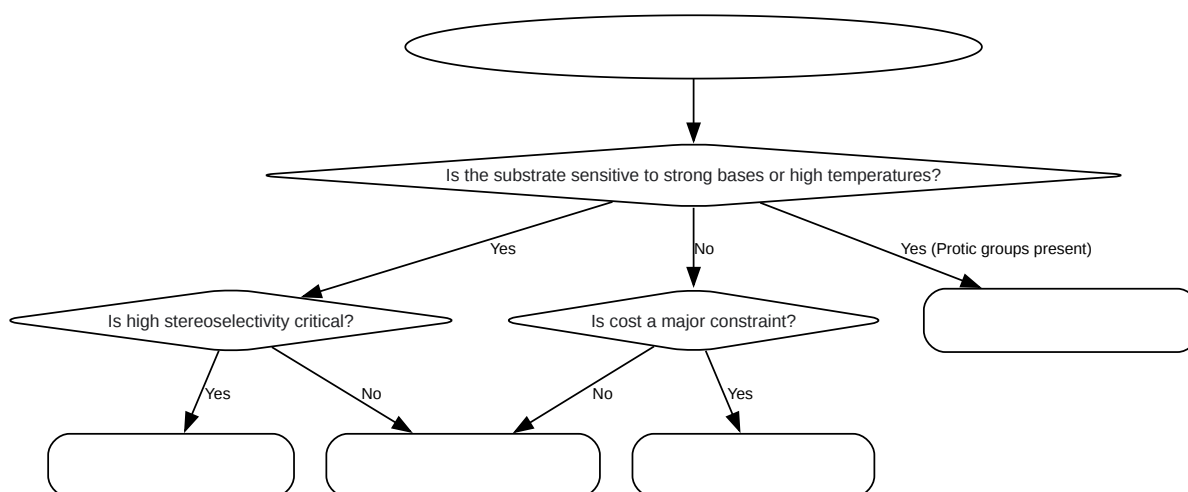 Is the substrate sensitive to strong bases or high temperatures?
Yes
No
Yes (Protic groups present)
Is high stereoselectivity critical?
Is cost a major constraint?
Yes
No
No
Yes